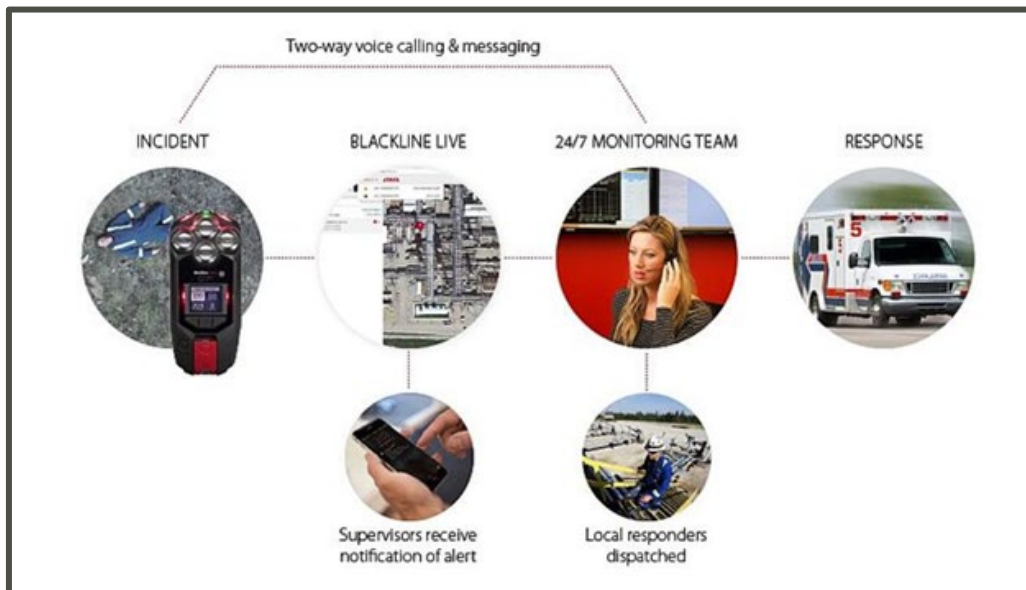 Two-way voice calling & messaging
INCIDENT
BLACKLINE LIVE
24/7 MONITORING TEAM
RESPONSE
5
Supervisors receive
notification of alert
Local responders
dispatched